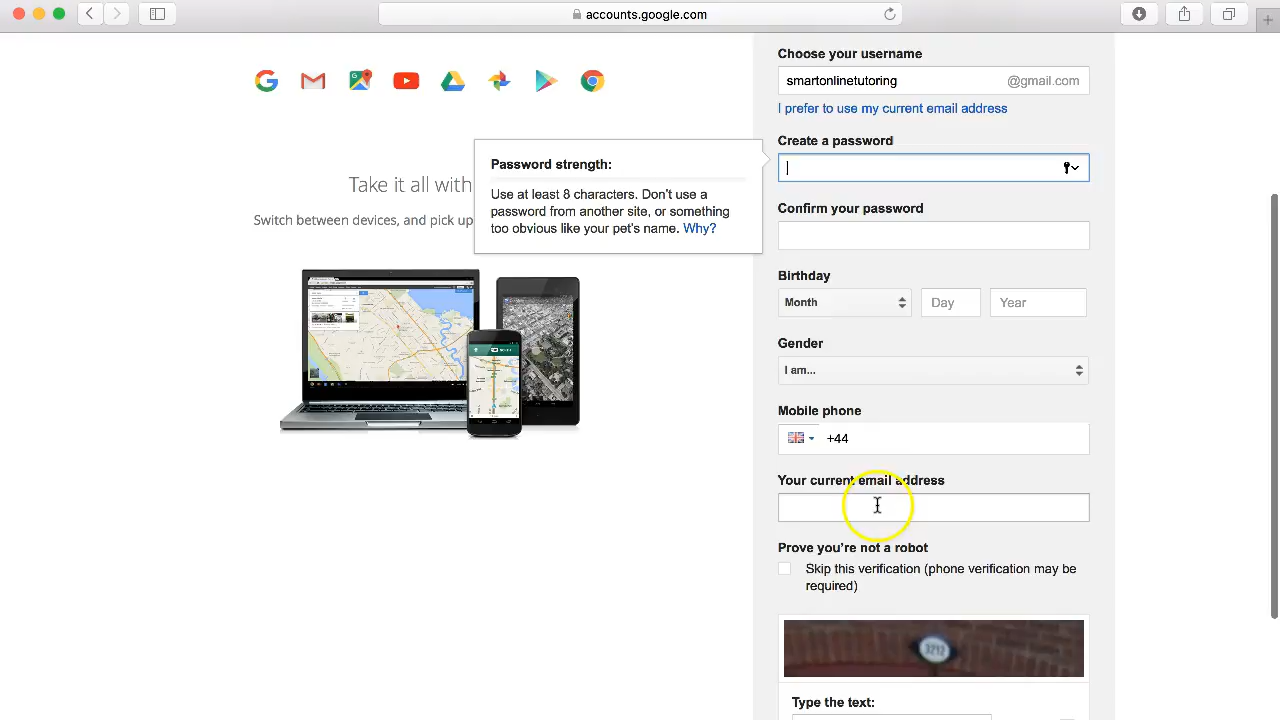 accounts.google.com
Choose your username
smartonlinetutoring @gmail.com
I prefer to use my current email address
Create a password
Password strength:
Use at least 8 characters. Don't use a
password from another site, or something
too obvious like your pet's name. Why?
Take it all with
Switch between devices, and pick up
Confirm your password
Birthday
Month Day Year
Gender
I am...
Mobile phone
+44
Your current email address
Prove you're not a robot
Skip this verification (phone verification may be
required)
3212
Type the text: